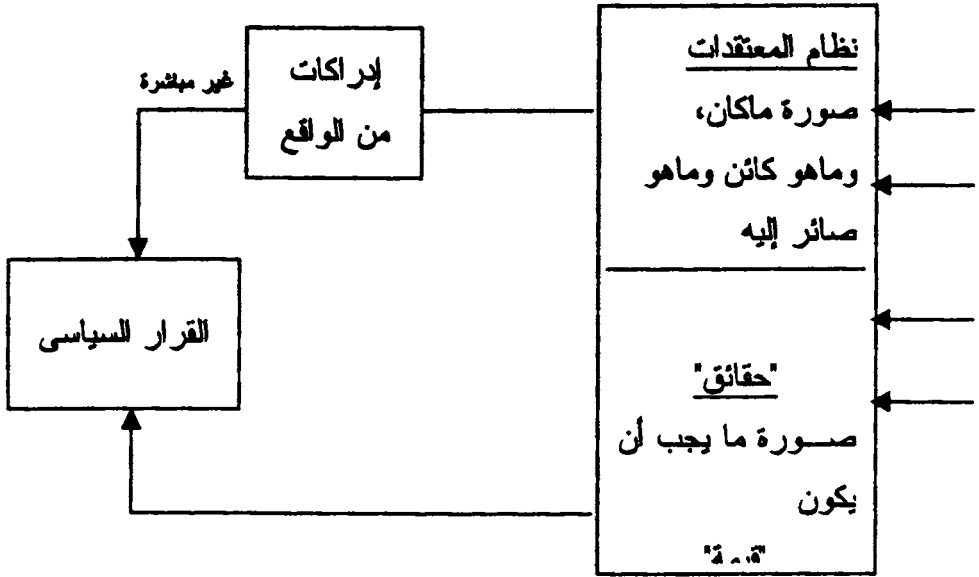 نظام المعتقدات
صورة ماكان،
وماهو كائن وماهو
صائر إليه
"حقائق"
صـــورة ما يجب أن
يكون
إدراكات
من الواقع
غير مباشرة
القرار السياسى